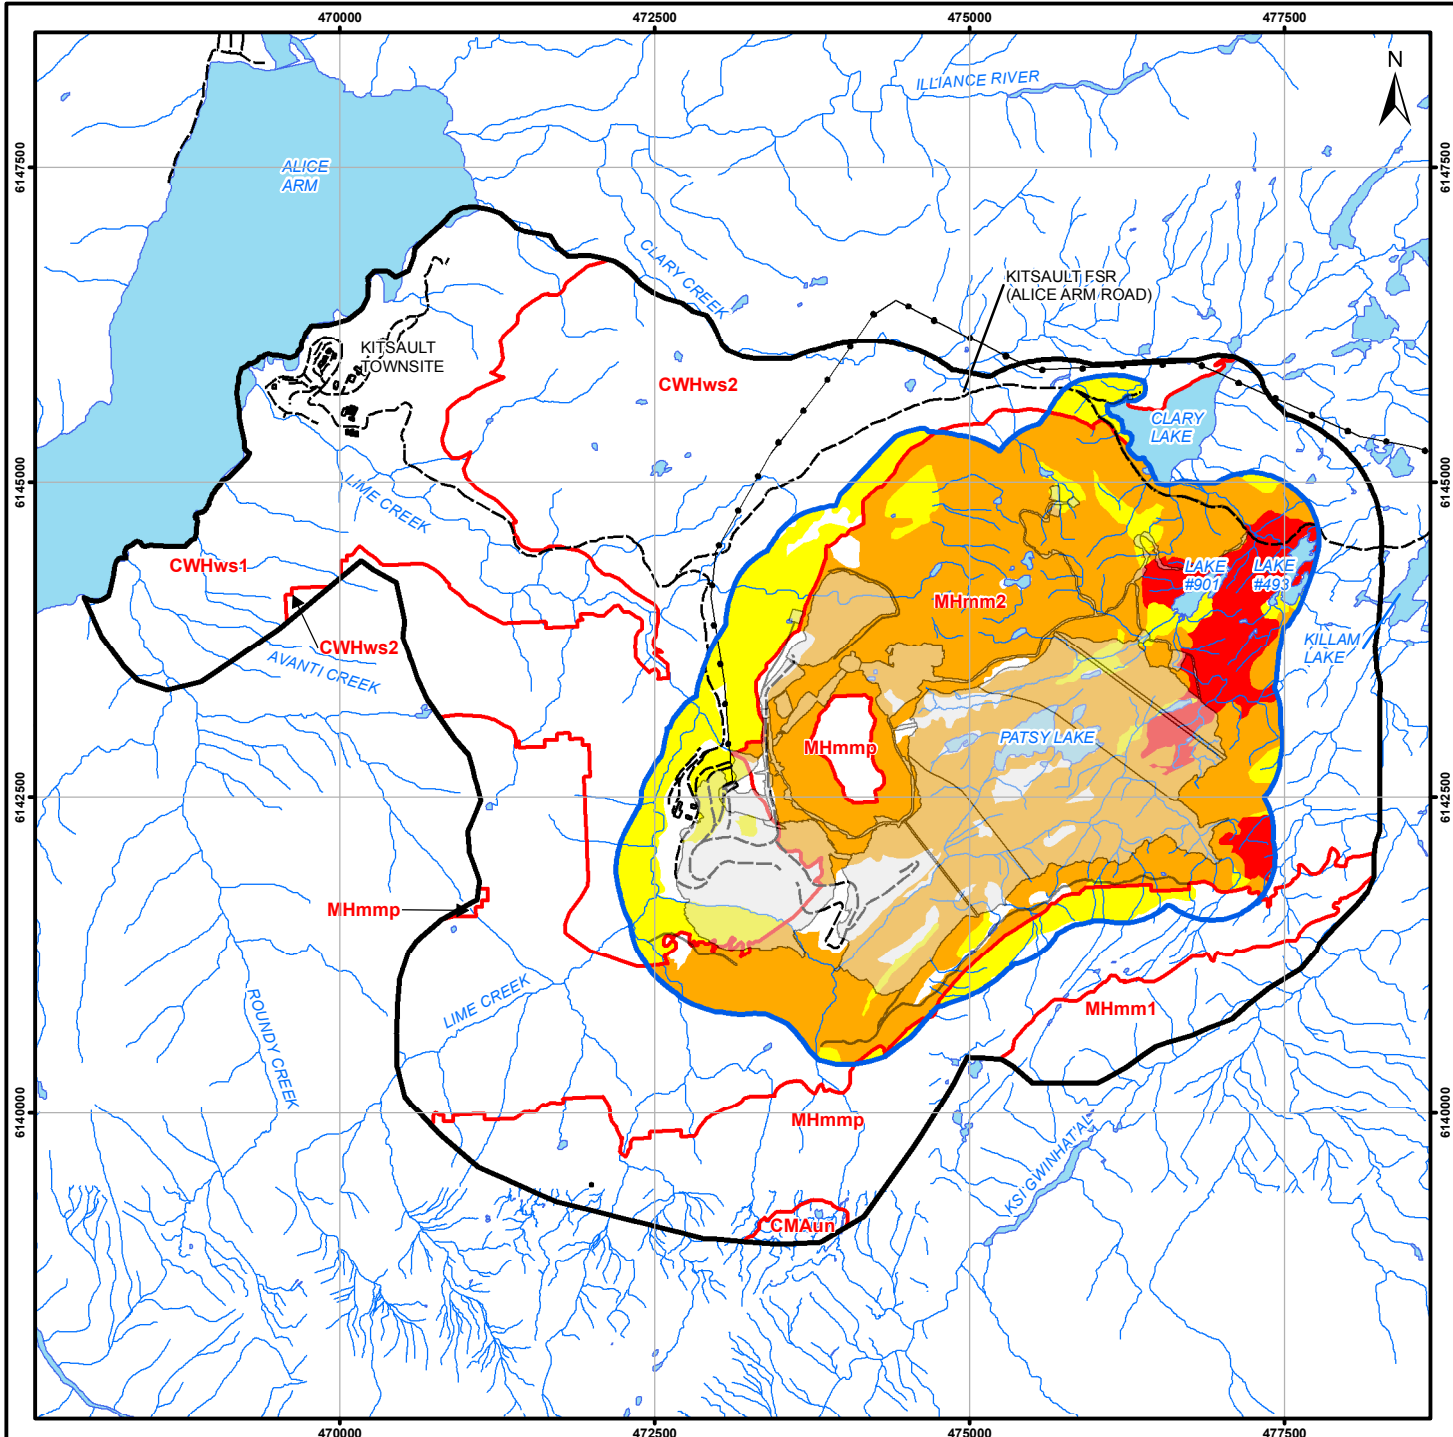 470000
472500
475000
477500
N
ILLIANCE RIVER
6147500
ALICE
ARM
6147500
CLARY CREEK
KITSAULT FSR
(ALICE ARM ROAD)
KITSAULT
TOWNSITE
CWHws2
CLARY
LAKE
6145000
LIME CREEK
6145000
CWHws1
LAKE
#901
LAKE
#493
MHmm2
CWHws2
AVANTI CREEK
KILLAM
LAKE
MHmmp
PATSY LAKE
6142500
6142500
MHmmp
LIME CREEK
ROUNDY CREEK
MHmm1
6140000
MHmmp
6140000
KSI GWINHAT'AL
CMAun
470000
472500
475000
477500